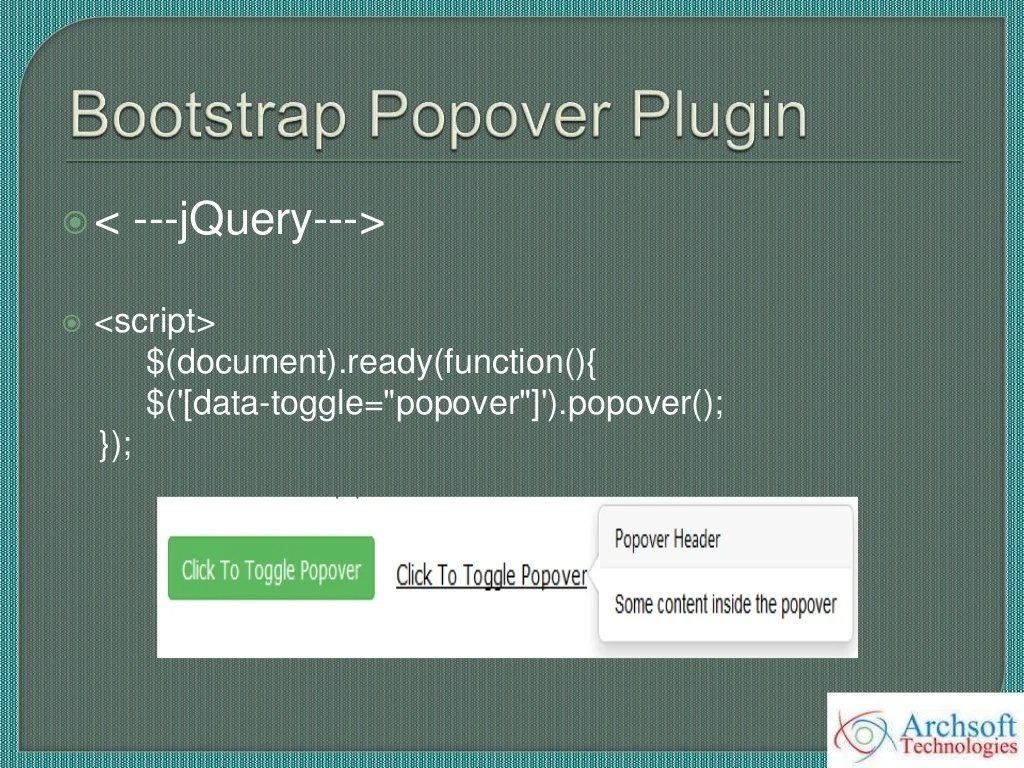 Bootstrap Popover Plugin
< ---jQuery--->
<script>
$(document).ready(function(){
$('[data-toggle="popover"]').popover();
});
Click To Toggle Popover
Click To Toggle Popover
Popover Header
Some content inside the popover
Archsoft
Technologies